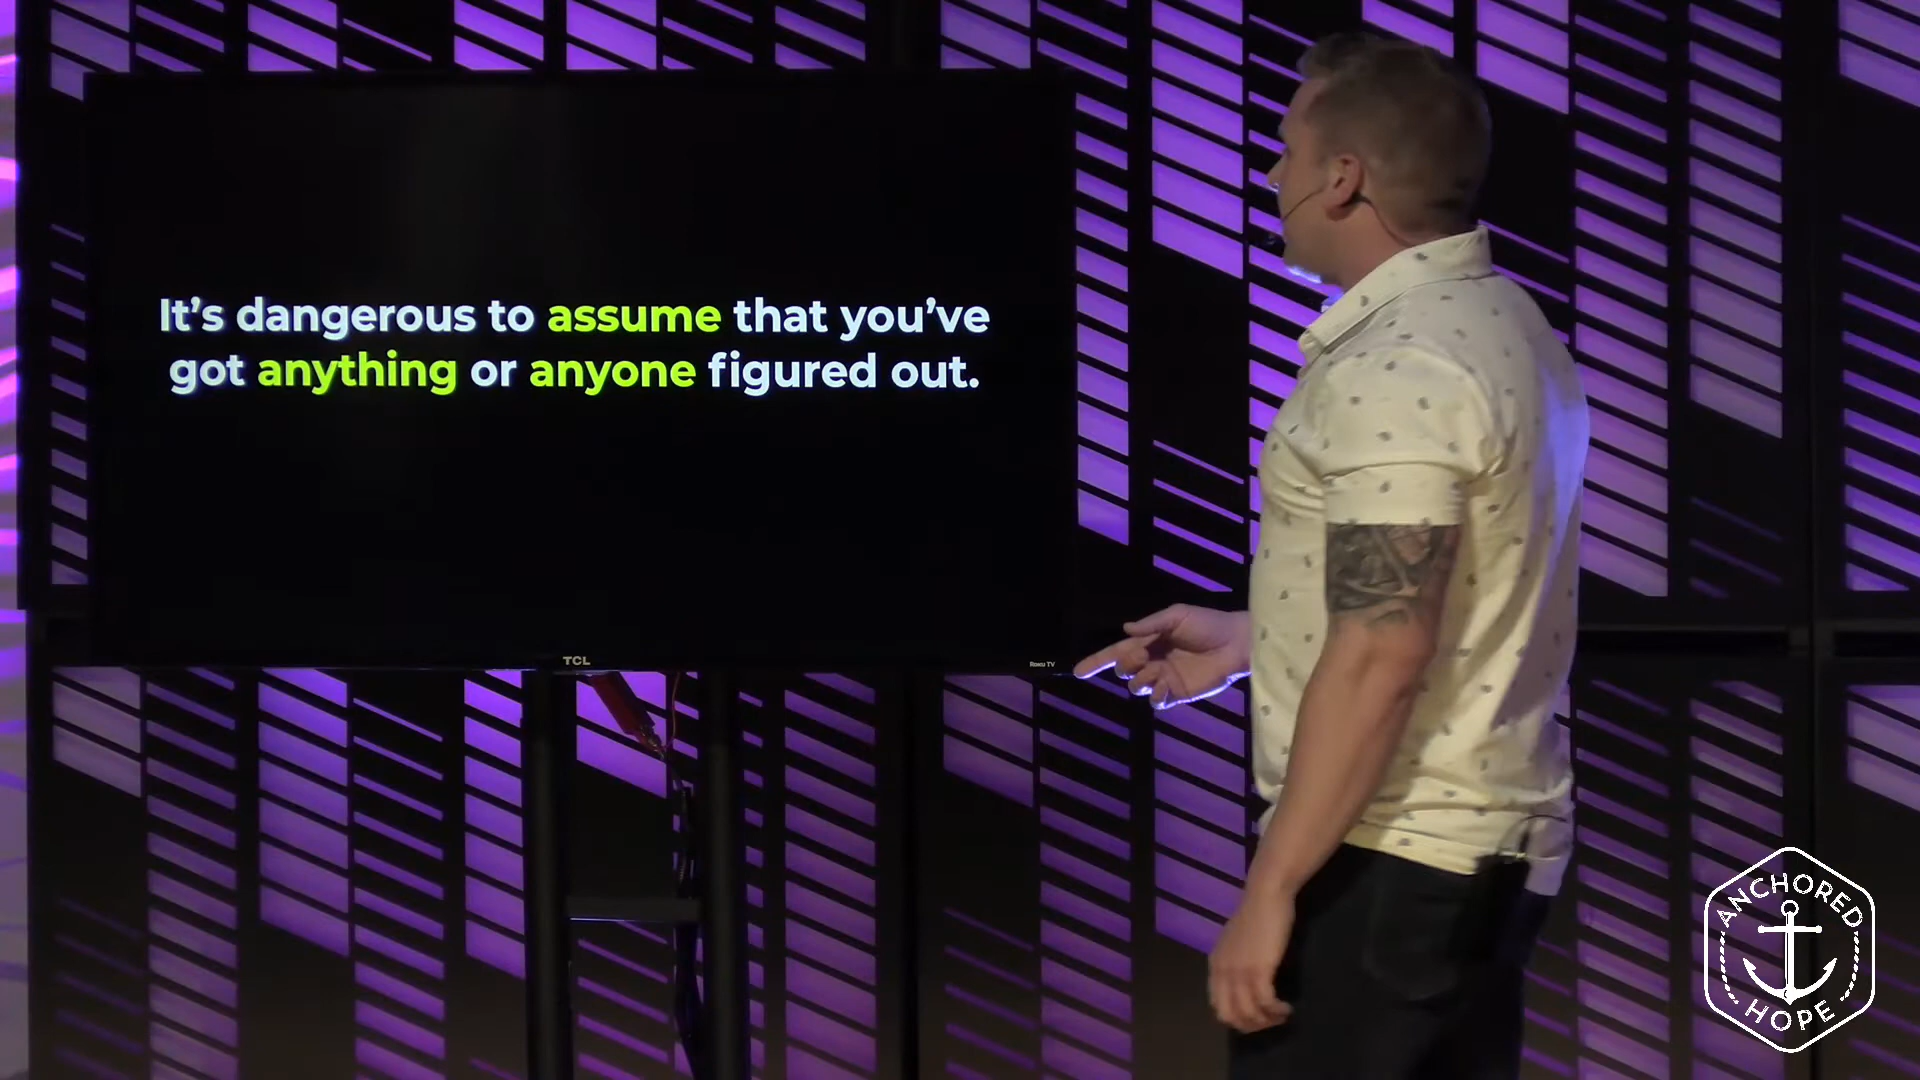 It's dangerous to assume that you've
got anything or anyone figured out.
TCL
Roku TV
ANCHORED
HOPE